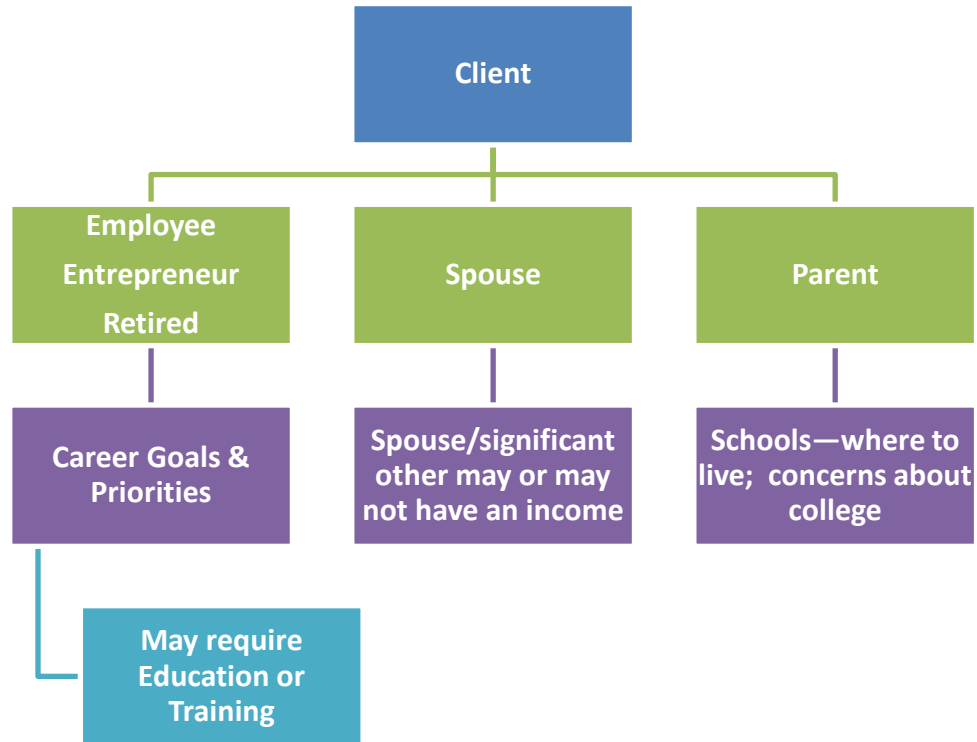 Client
Employee
Entrepreneur
Retired
Spouse
Parent
Career Goals &
Priorities
Spouse/significant
other may or may
not have an income
Schools—where to
live;  concerns about
college
May require
Education or
Training